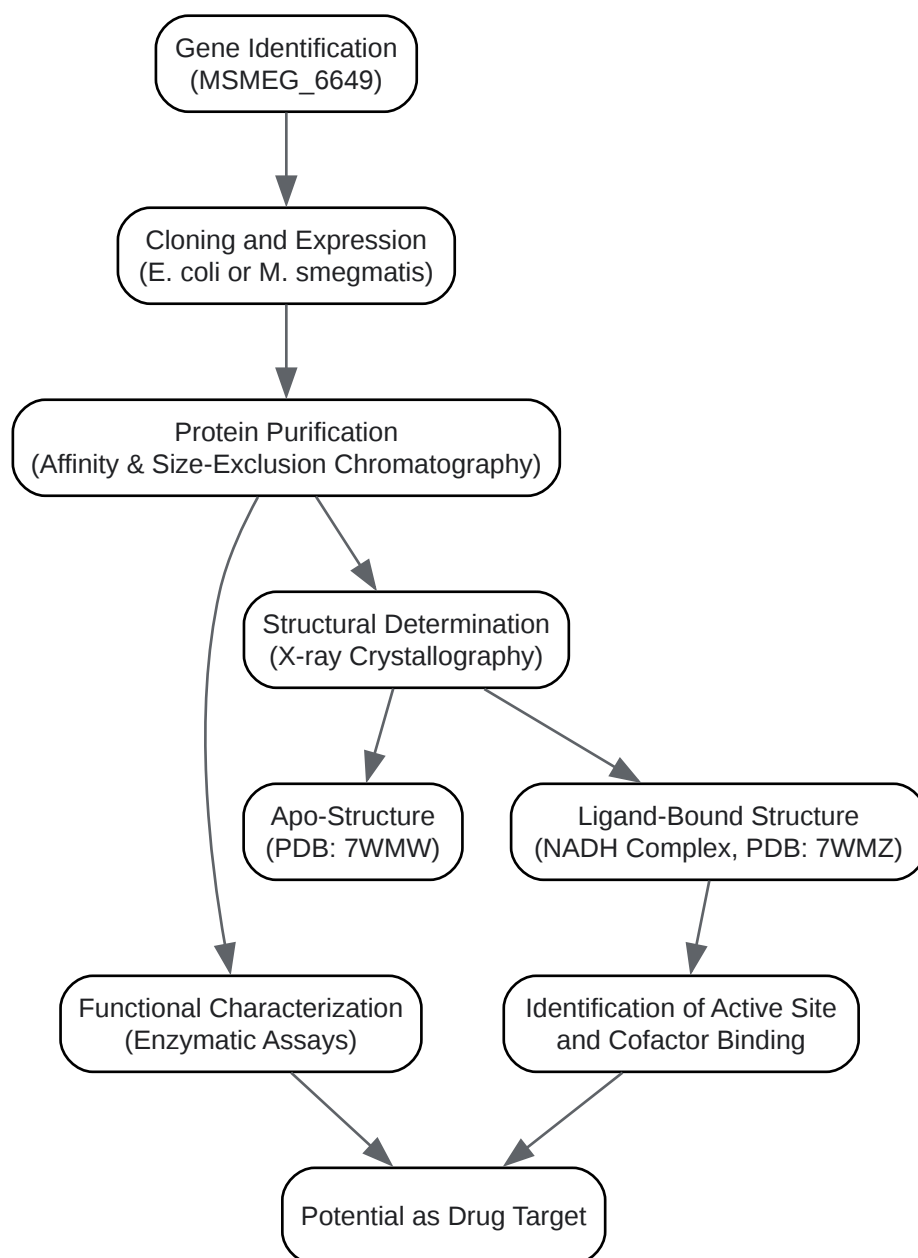 Gene Identification
(MSMEG_6649)
Cloning and Expression
(E. coli or M. smegmatis)
Protein Purification
(Affinity & Size-Exclusion Chromatography)
Structural Determination
(X-ray Crystallography)
Apo-Structure
(PDB: 7WMW)
Ligand-Bound Structure
(NADH Complex, PDB: 7WMZ)
Functional Characterization
(Enzymatic Assays)
Identification of Active Site
and Cofactor Binding
Potential as Drug Target